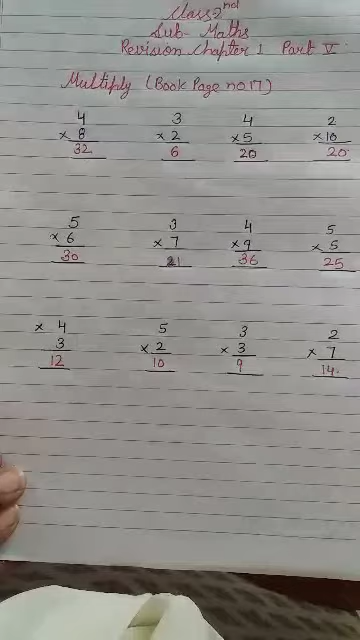 Class 2nd
Sub- Maths
Revision Chapter 1 Part V
Multiply (Book Page no 17)
4 3 4 2
× 8 × 2 × 5 × 10
32 6 20 20
5 3 4 5
× 6 × 7 × 9 × 5
30 21 36 25
× 4 5 3 2
3 × 2 × 3 × 7
12 10 9 14